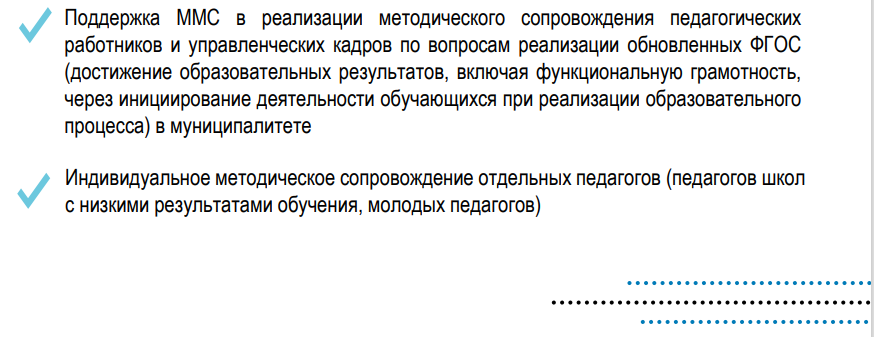 Поддержка ММС в реализации методического сопровождения педагогических
работников и управленческих кадров по вопросам реализации обновленных ФГОС
(достижение образовательных результатов, включая функциональную грамотность,
через инициирование деятельности обучающихся при реализации образовательного
процесса) в муниципалитете
Индивидуальное методическое сопровождение отдельных педагогов (педагогов школ
с низкими результатами обучения, молодых педагогов)